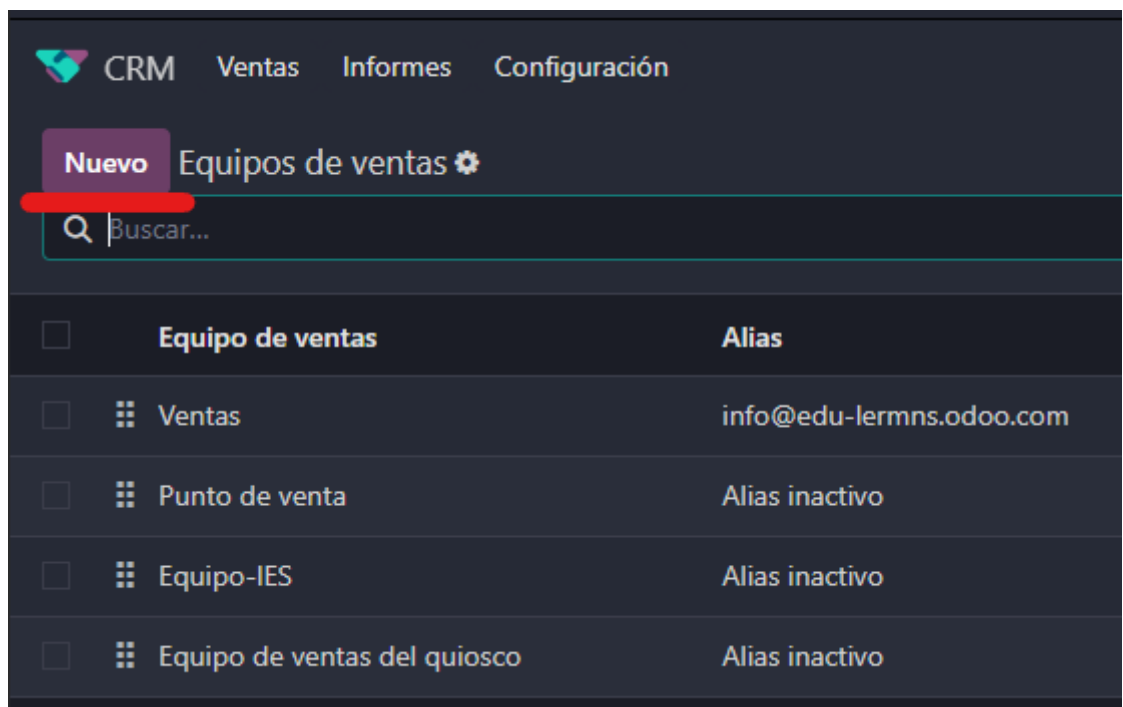 CRM Ventas Informes Configuración
Nuevo Equipos de ventas
Buscar...
Equipo de ventas Alias
Ventas info@edu-lermns.odoo.com
Punto de venta Alias inactivo
Equipo-IES Alias inactivo
Equipo de ventas del quiosco Alias inactivo